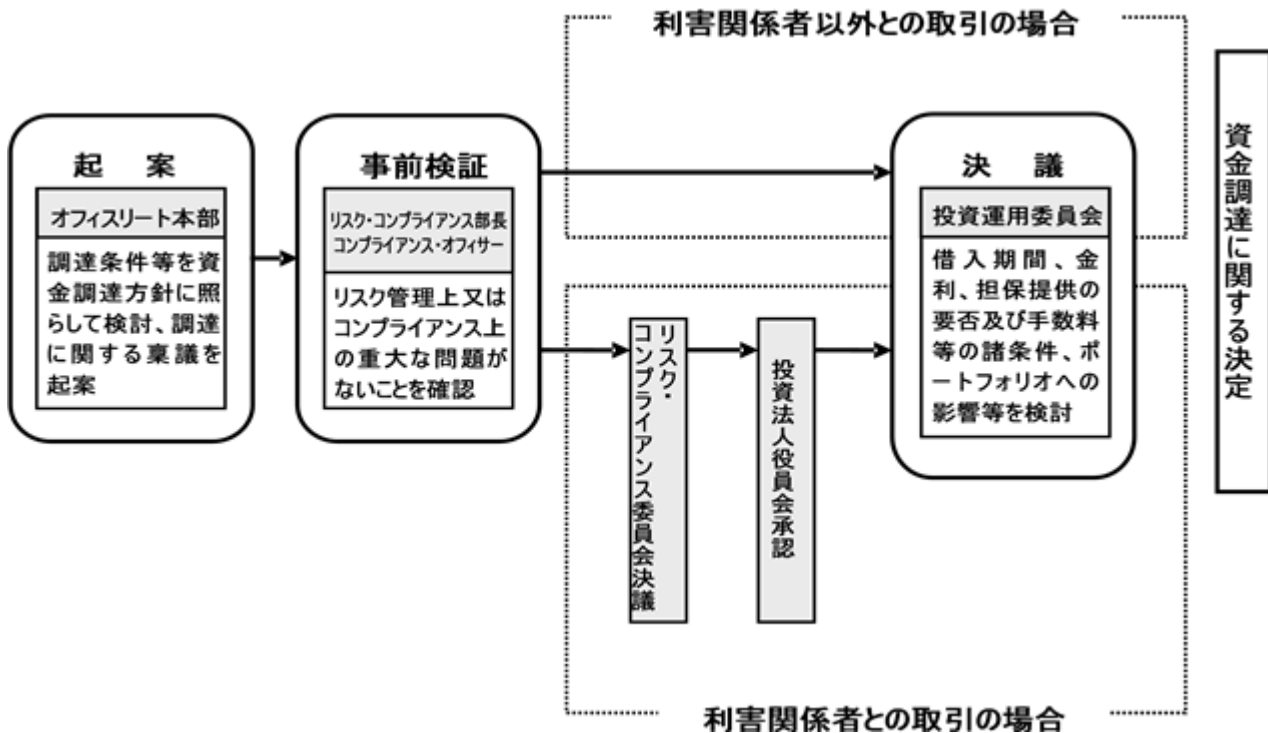 利害関係者以外との取引の場合
起　案
オフィスリート本部
調達条件等を資
金調達方針に照
らして検討、調達
に関する稟議を
起案
事前検証
リスク・コンプライアンス部長
コンプライアンス・オフィサー
リスク管理上又は
コンプライアンス上
の重大な問題が
ないことを確認
リスク・
コンプライアンス委員会決議
投資法人役員会承認
決　議
投資運用委員会
借入期間、金
利、担保提供の
要否及び手数料
等の諸条件、ポ
ートフォリオへの
影響等を検討
資金調達に関する決定
利害関係者との取引の場合